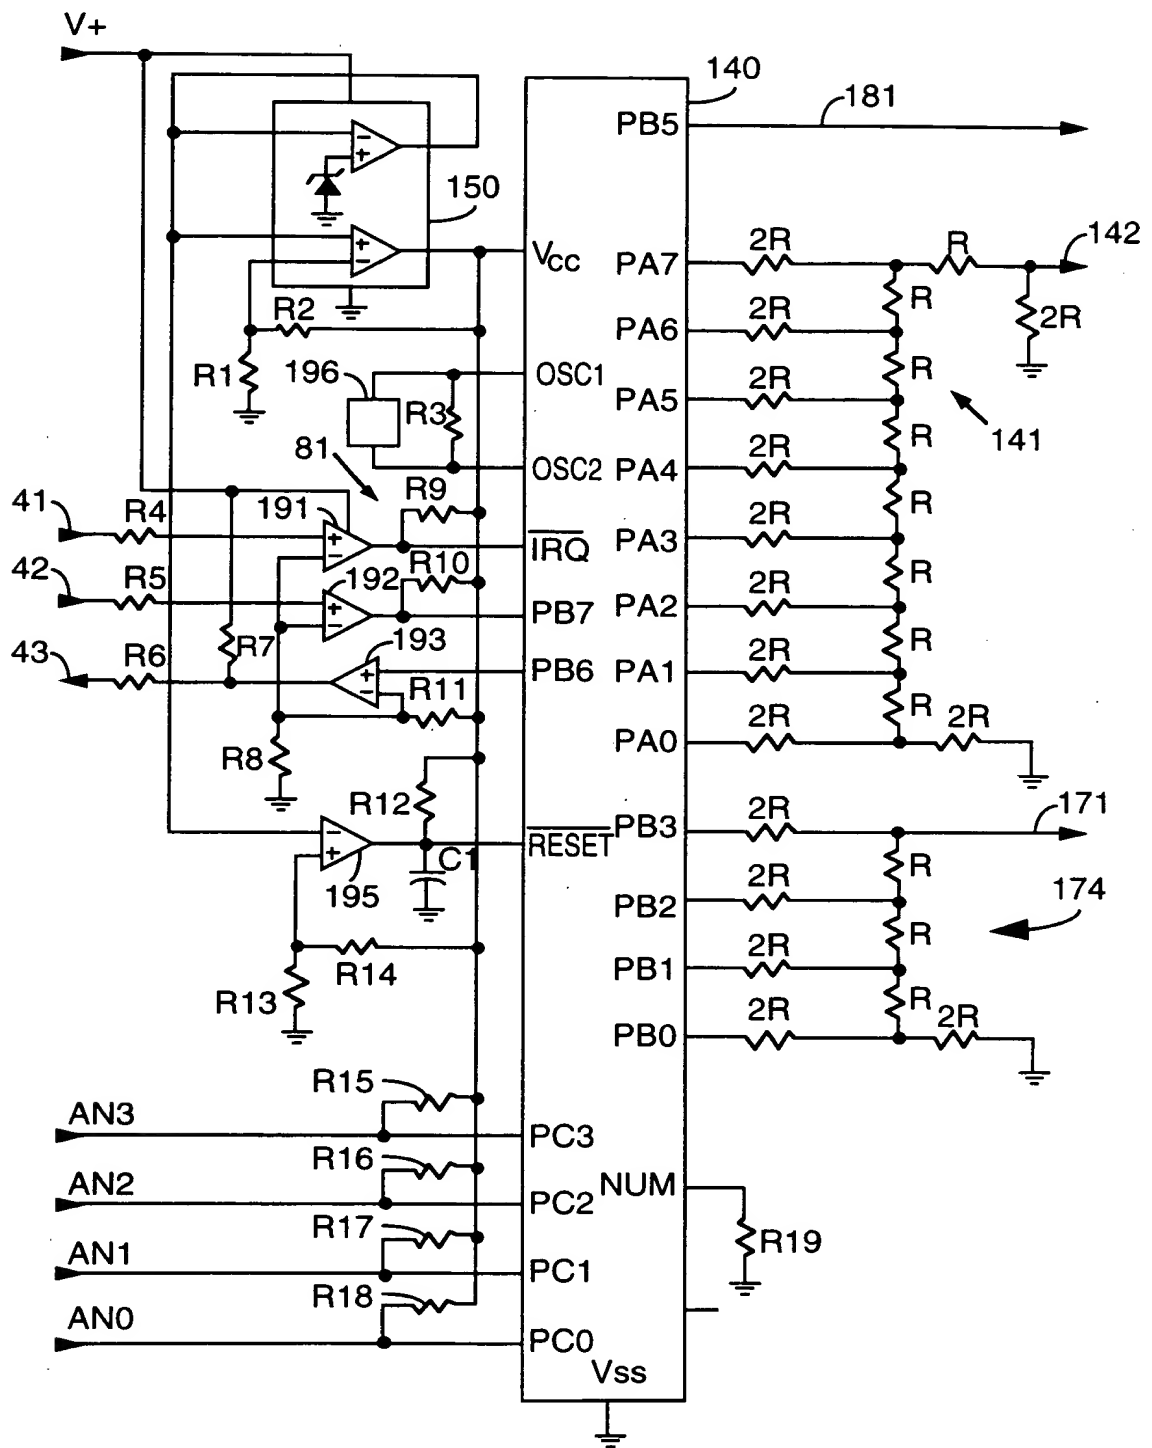 V+
140
PB5
181
−
+
150
+
−
VCC
PA7
2R
R
142
R2
R
2R
R1
196
OSC1
PA6
2R
R3
R
PA5
2R
141
81
OSC2
R
PA4
2R
41
R4
191
R9
R
+
−
IRQ
PA3
2R
42
R5
192
R10
R
+
−
PB7
PA2
2R
43
R6
R7
193
R
+
−
PB6
PA1
2R
R11
R
R8
PA0
2R
2R
R12
PB3
2R
171
−
+
RESET
C1
R
195
PB2
2R
174
R
R14
PB1
2R
R13
R
PB0
2R
2R
R15
AN3
PC3
R16
AN2
PC2
NUM
R17
R19
AN1
PC1
R18
AN0
PC0
Vss